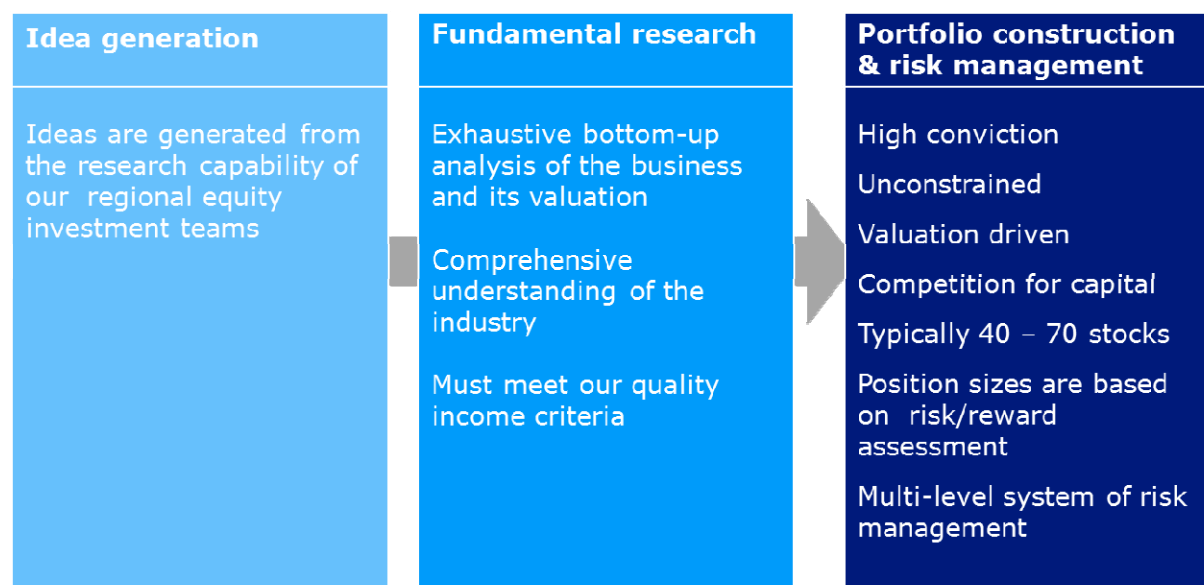 Idea generation
Ideas are generated from
the research capability of
our regional equity
investment teams
Fundamental research
Exhaustive bottom-up
analysis of the business
and its valuation
Comprehensive
understanding of the
industry
Must meet our quality
income criteria
Portfolio construction
& risk management
High conviction
Unconstrained
Valuation driven
Competition for capital
Typically 40 – 70 stocks
Position sizes are based
on risk/reward
assessment
Multi-level system of risk
management